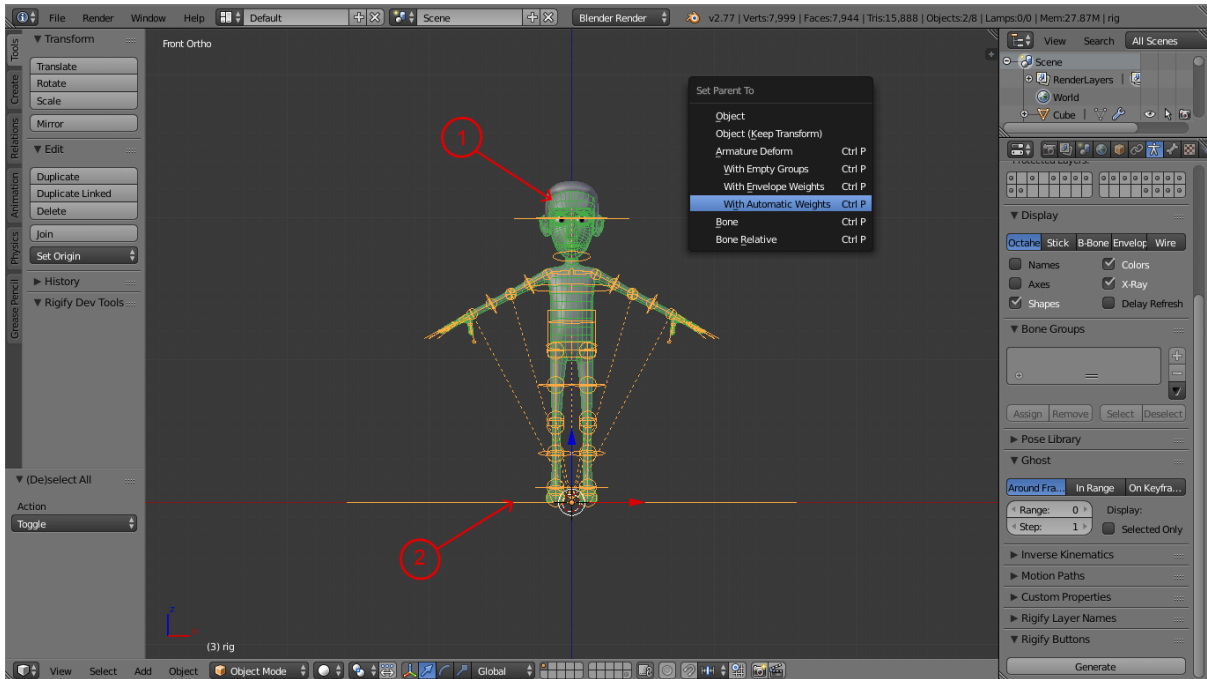 File Render Window Help Default Scene Blender Render v2.77 | Verts:7,999 | Faces:7,944 | Tris:15,888 | Objects:2/8 | Lamps:0/0 | Mem:27.87M | rig
Tools
Create
Relations
Animation
Physics
Grease Pencil
Transform
Translate
Rotate
Scale
Mirror
Edit
Duplicate
Duplicate Linked
Delete
Join
Set Origin
History
Rigify Dev Tools
(De)select All
Action
Toggle
Front Ortho
1
2
Set Parent To
Object
Object (Keep Transform)
Armature Deform Ctrl P
With Empty Groups Ctrl P
With Envelope Weights Ctrl P
With Automatic Weights Ctrl P
Bone Ctrl P
Bone Relative Ctrl P
z
(3) rig
View Select Add Object Object Mode Global
View Search All Scenes
Scene
RenderLayers |
World
Cube |
Display
Octahe Stick B-Bone Envelop Wire
Names Colors
Axes X-Ray
Shapes Delay Refresh
Bone Groups
Assign Remove Select Deselect
Pose Library
Ghost
Around Fra... In Range On Keyfra...
Range: 0 Display:
Step: 1 Selected Only
Inverse Kinematics
Motion Paths
Custom Properties
Rigify Layer Names
Rigify Buttons
Generate